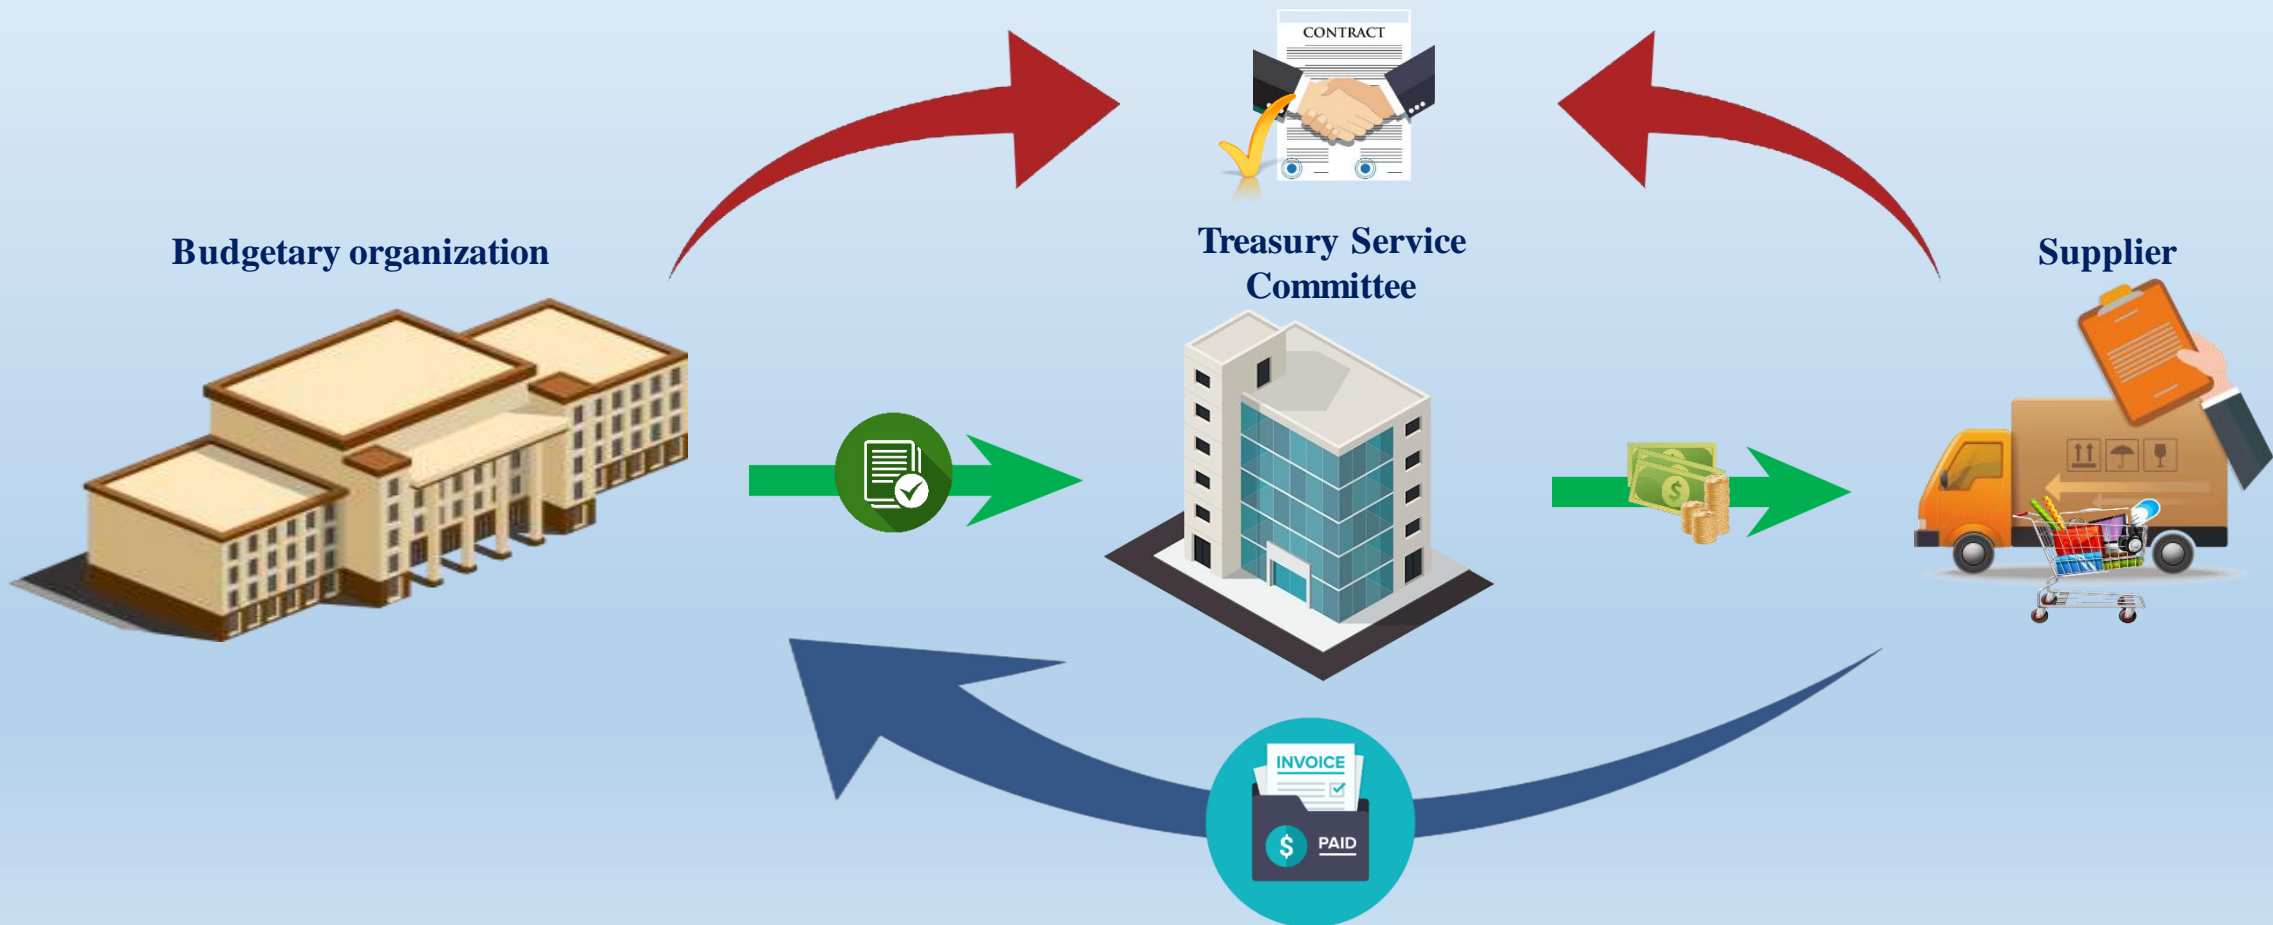 CONTRACT
Budgetary organization
Treasury Service
Committee
Supplier
INVOICE
$
PAID